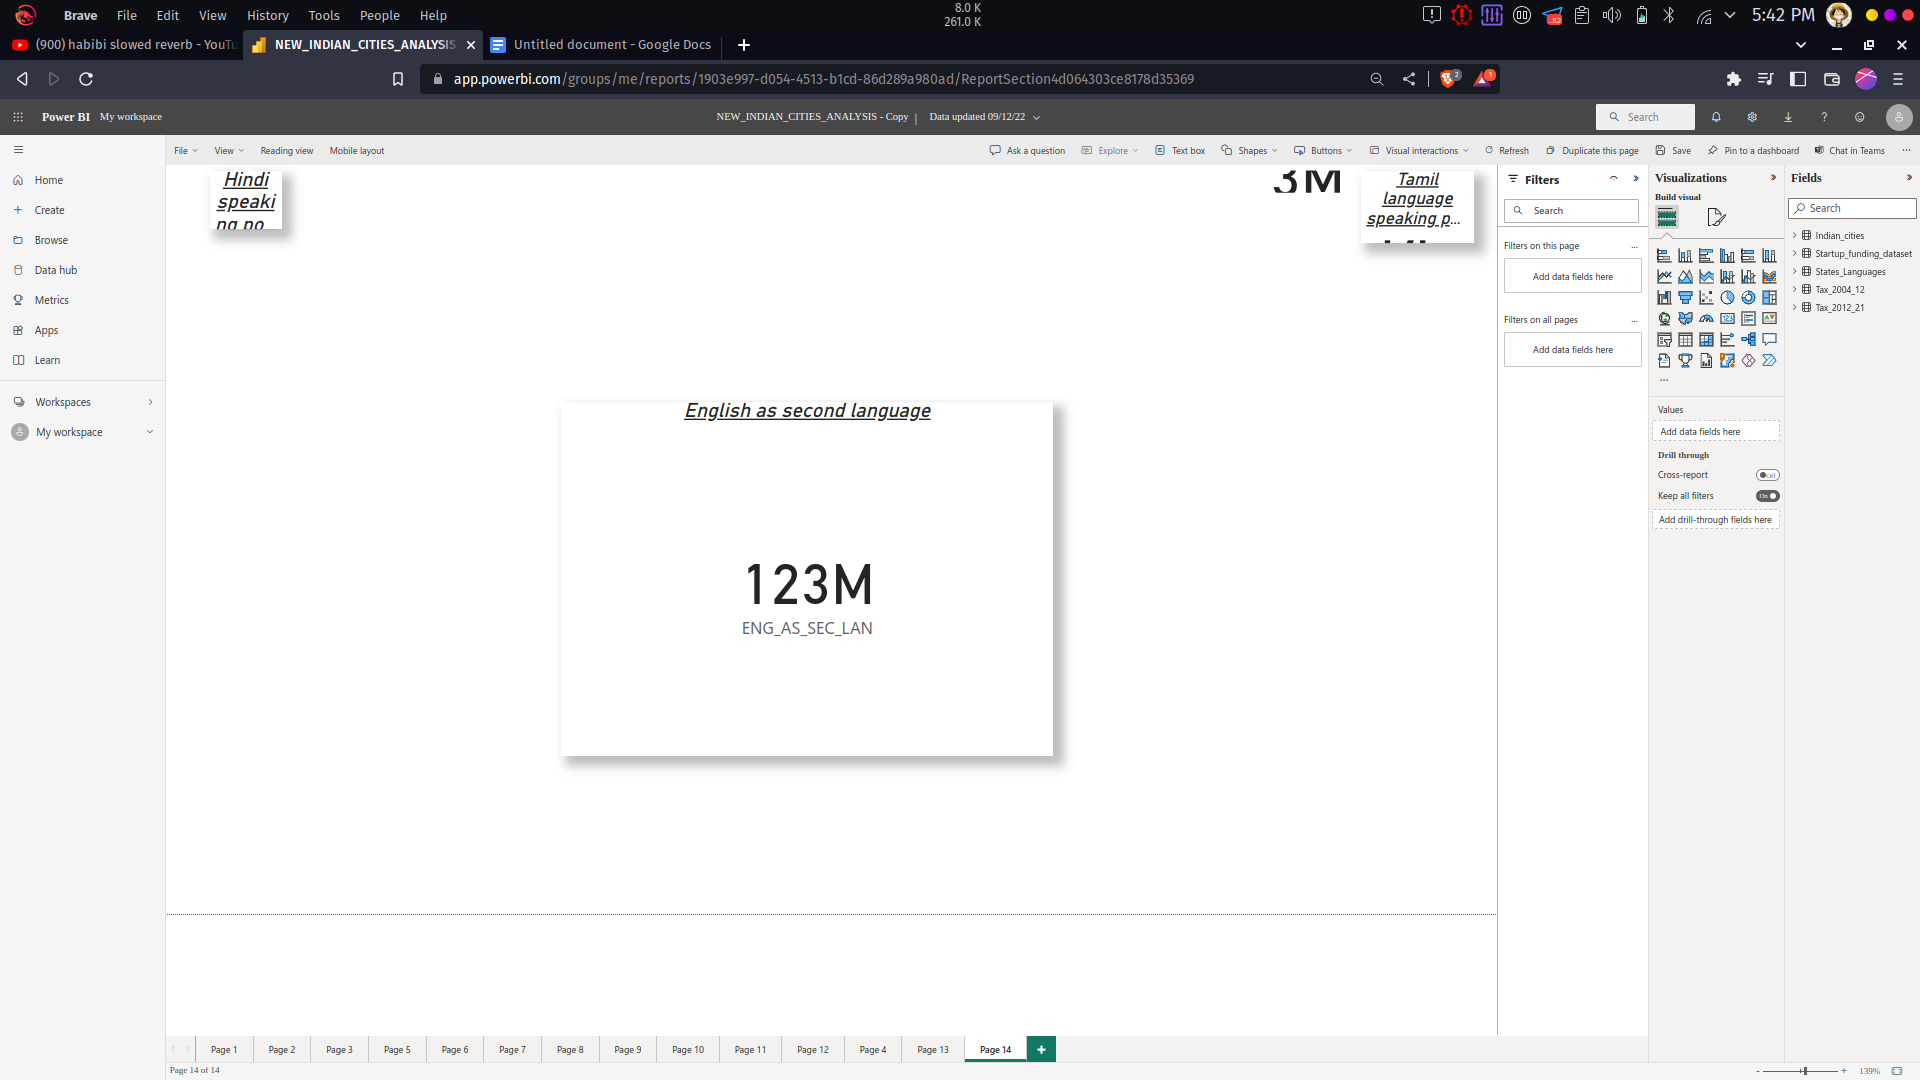 Brave File Edit View History Tools People Help
8.0 K
261.0 K
82
5:42 PM
(900) habibi slowed reverb - YouTu
NEW_INDIAN_CITIES_ANALYSIS
Untitled document - Google Docs
app.powerbi.com/groups/me/reports/1903e997-d054-4513-b1cd-86d289a980ad/ReportSection4d064303ce8178d35369
2
1
Power BI My workspace
NEW_INDIAN_CITIES_ANALYSIS - Copy | Data updated 09/12/22
Search
File View Reading view Mobile layout
Ask a question Explore Shapes Text box Buttons Visual interactions Refresh Duplicate this page Save Pin to a dashboard Chat in Teams ...
Home
Create
Browse
Data hub
Metrics
Apps
Learn
Workspaces
My workspace
Hindi
speaki
ng po...
3M
Tamil
language
speaking p...
English as second language
123M
ENG_AS_SEC_LAN
Filters
Search
Filters on this page ...
Add data fields here
Filters on all pages ...
Add data fields here
Visualizations
Build visual
123
...
Values
Add data fields here
Drill through
Cross-report Off
Keep all filters On
Add drill-through fields here
Fields
Search
Indian_cities
Startup_funding_dataset
States_Languages
Tax_2004_12
Tax_2012_21
Page 1 Page 2 Page 3 Page 5 Page 6 Page 7 Page 8 Page 9 Page 10 Page 11 Page 12 Page 4 Page 13 Page 14 +
Page 14 of 14
- + 139%